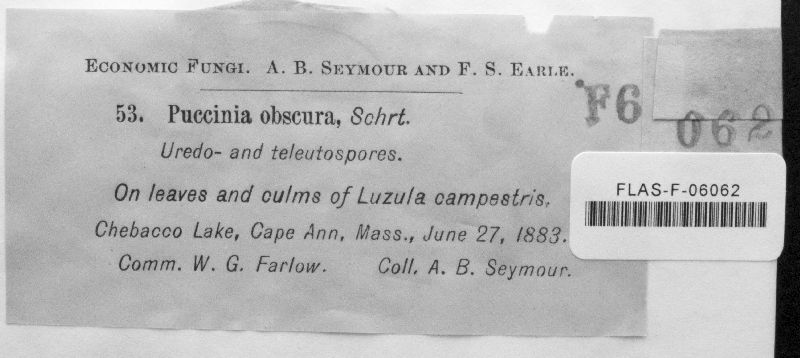 Economic Fungi. A. B. Seymour and F. S. Earle.
53. Puccinia obscura, Schrt.
Uredo- and teleutospores.
On leaves and culms of Luzula campestris.
Chebacco Lake, Cape Ann, Mass., June 27, 1883.
Comm. W. G. Farlow. Coll. A. B. Seymour.
F6 062
FLAS-F-06062